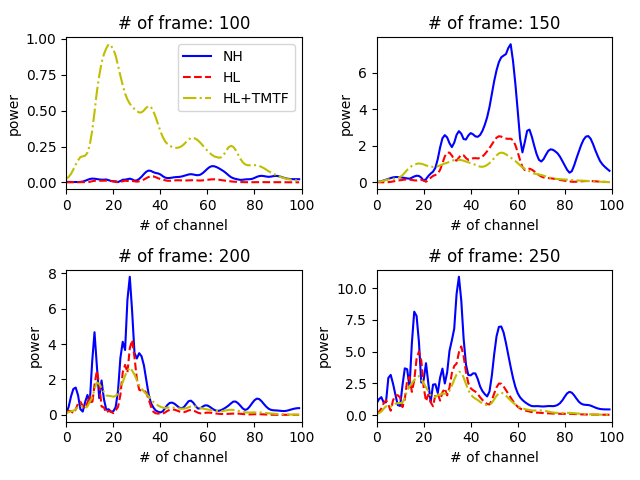 # of frame: 100
1.00
0.75
0.50
0.25
0.00
power
NH
HL
HL+TMTF
0 20 40 60 80 100
# of channel
# of frame: 150
6
4
2
0
power
0 20 40 60 80 100
# of channel
# of frame: 200
8
6
4
2
0
power
0 20 40 60 80 100
# of channel
# of frame: 250
10.0
7.5
5.0
2.5
0.0
power
0 20 40 60 80 100
# of channel